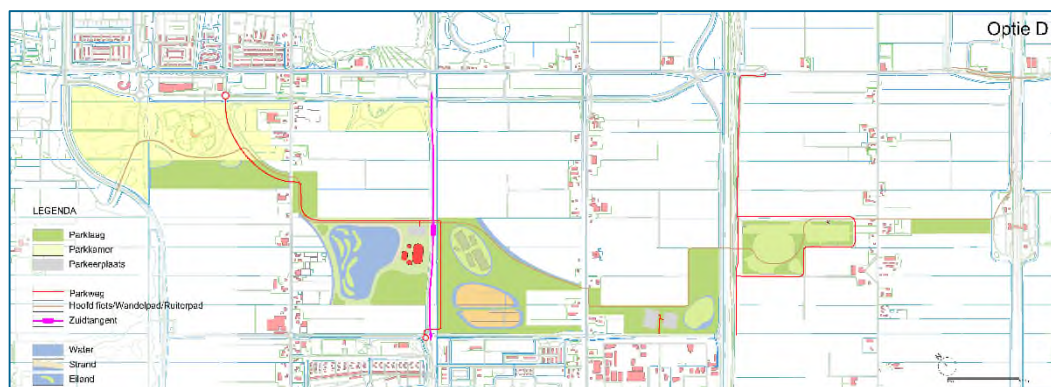 Optie D
LEGENDA
Parklaag
Parkkamer
Parkeerplaats
Parkweg
Hoofd fiets/Wandelpad/Ruiterpad
Zuidtangent
Water
Strand
Eiland